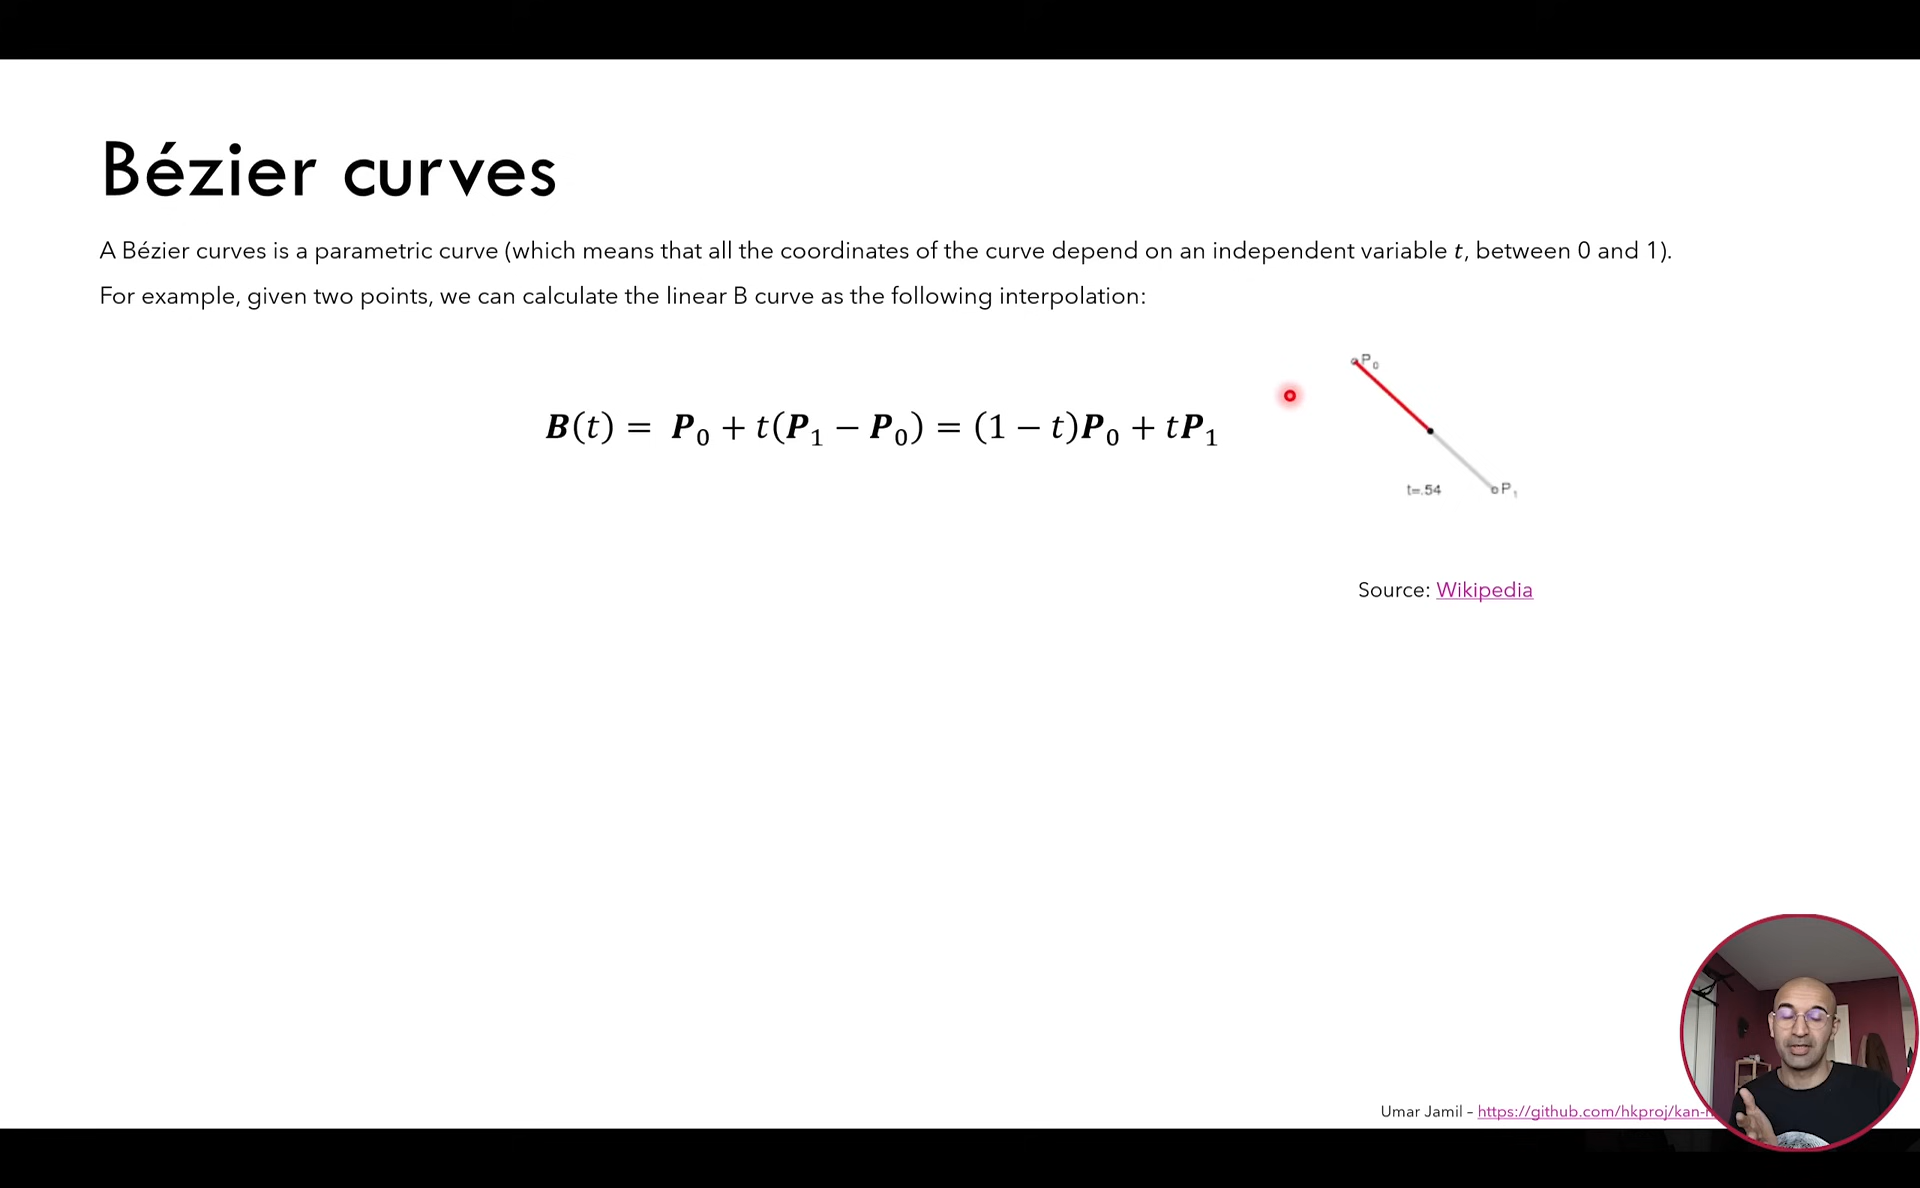 Bézier curves
A Bézier curves is a parametric curve (which means that all the coordinates of the curve depend on an independent variable t, between 0 and 1).
For example, given two points, we can calculate the linear B curve as the following interpolation:
B(t) = P₀ + t(P₁ − P₀) = (1 − t)P₀ + tP₁
P₀
t=.54
P₁
Source: Wikipedia
Umar Jamil – https://github.com/hkproj/kan-